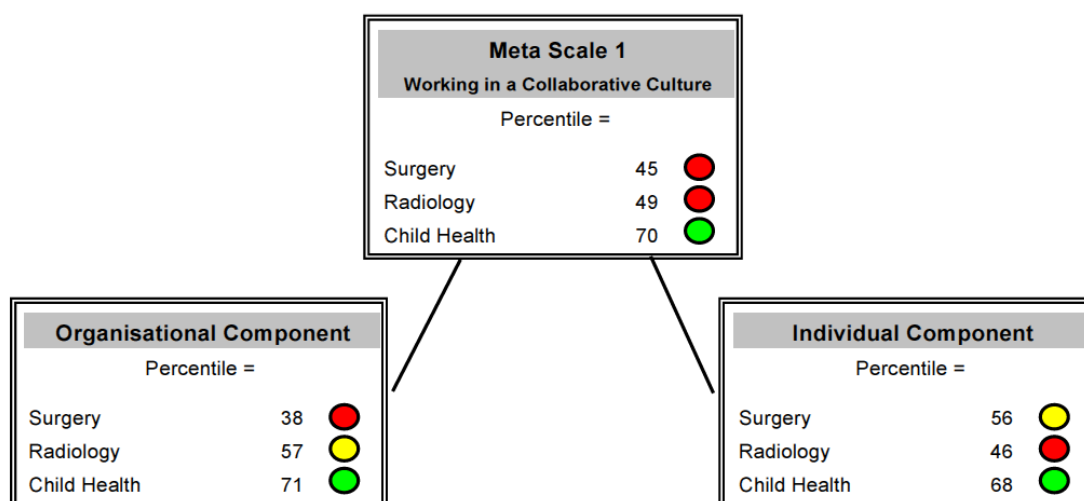 Meta Scale 1
Working in a Collaborative Culture
Percentile =
Surgery 45
Radiology 49
Child Health 70
Organisational Component
Percentile =
Surgery 38
Radiology 57
Child Health 71
Individual Component
Percentile =
Surgery 56
Radiology 46
Child Health 68